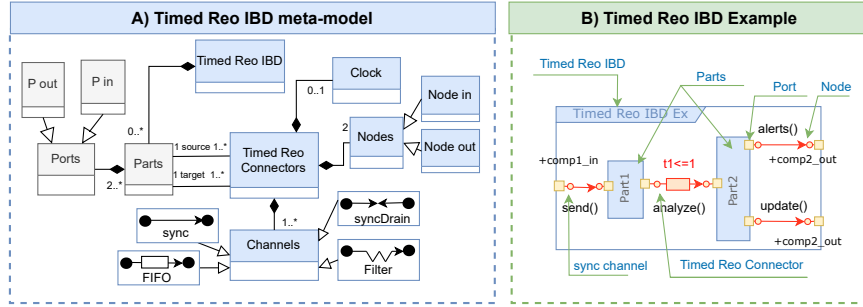 A) Timed Reo IBD meta-model
P out
P in
Timed Reo IBD
Clock
0..1
Node in
0..*
2
Nodes
Node out
Ports
2..*
Parts
1 source 1..*
1 target 1..*
Timed Reo
Connectors
1..*
sync
syncDrain
Channels
FIFO
Filter
B) Timed Reo IBD Example
Timed Reo IBD
Parts
Port
Node
Timed Reo IBD Ex
alerts()
+comp1_in
t1<=1
+comp2_out
Part1
Part2
send()
analyze()
update()
+comp2_out
sync channel
Timed Reo Connector